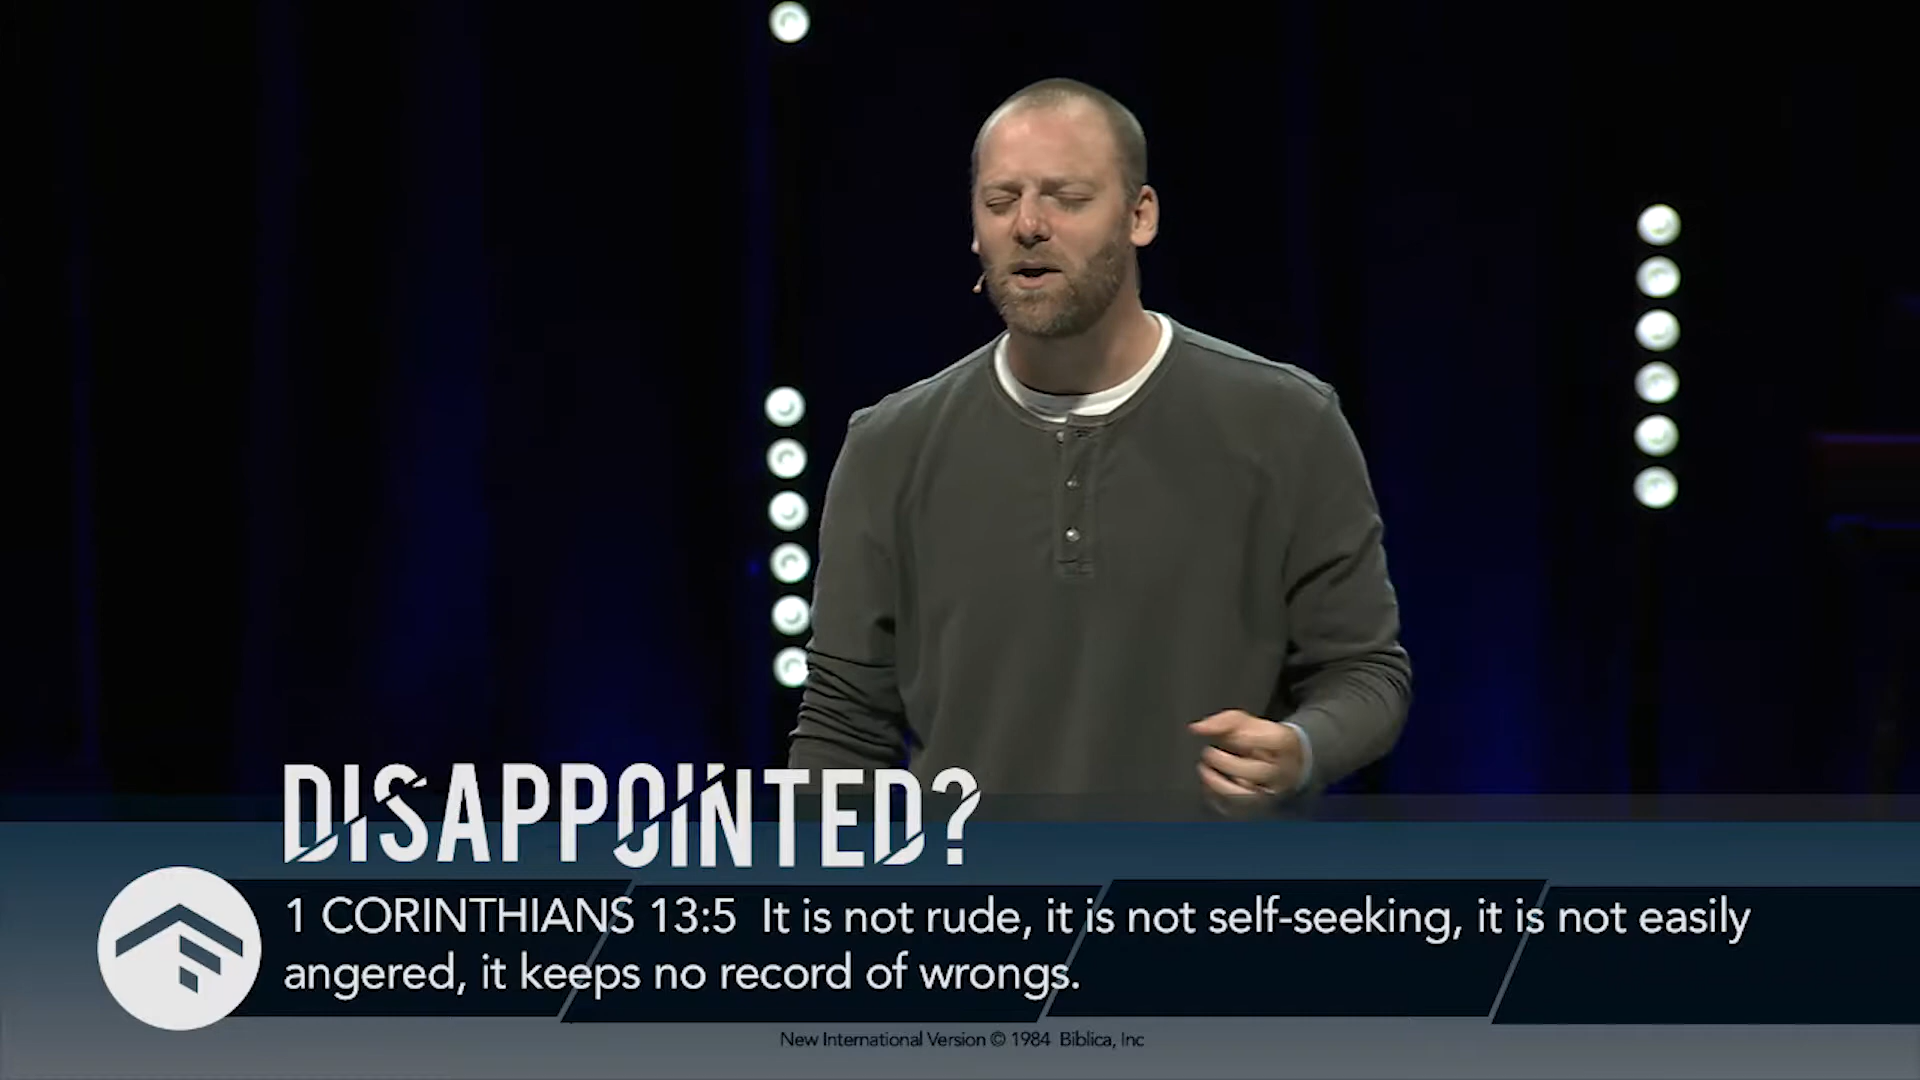 DISAPPOINTED?
1 CORINTHIANS 13:5 It is not rude, it is not self-seeking, it is not easily
angered, it keeps no record of wrongs.
New International Version © 1984 Biblica, Inc